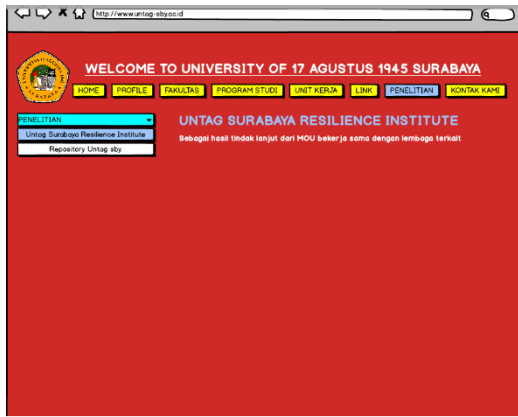 http://www.untag-sby.ac.id
WELCOME TO UNIVERSITY OF 17 AGUSTUS 1945 SURABAYA
HOME PROFILE FAKULTAS PROGRAM STUDI UNIT KERJA LINK PENELITIAN KONTAK KAMI
PENELITIAN
Untag Surabaya Resilience Institute
Repository Untag sby
UNTAG SURABAYA RESILIENCE INSTITUTE
Sebagai hasil tindak lanjut dari MOU bekerja sama dengan lembaga terkait